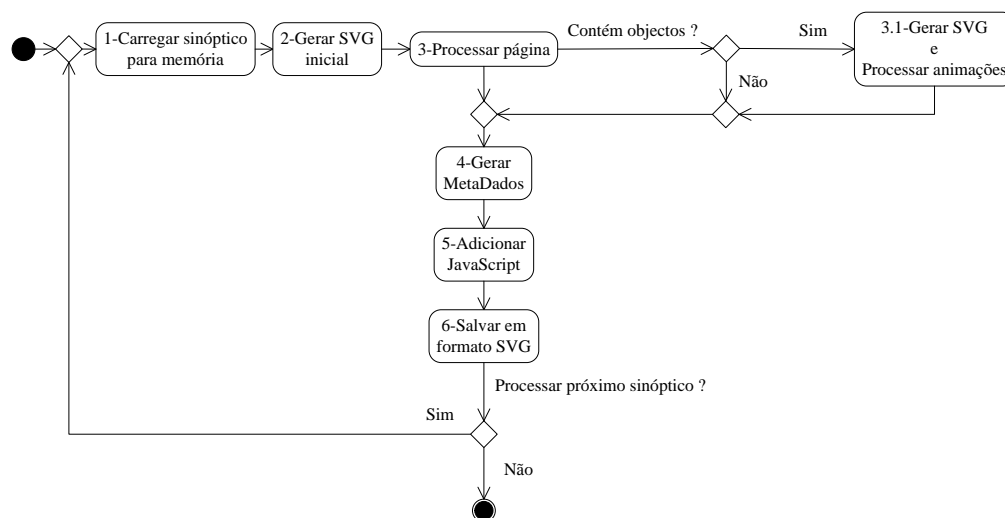 1-Carregar sinóptico
para memória
2-Gerar SVG
inicial
3-Processar página
Contém objectos ?
Sim
3.1-Gerar SVG
e
Processar animações
Não
4-Gerar
MetaDados
5-Adicionar
JavaScript
6-Salvar em
formato SVG
Processar próximo sinóptico ?
Sim
Não